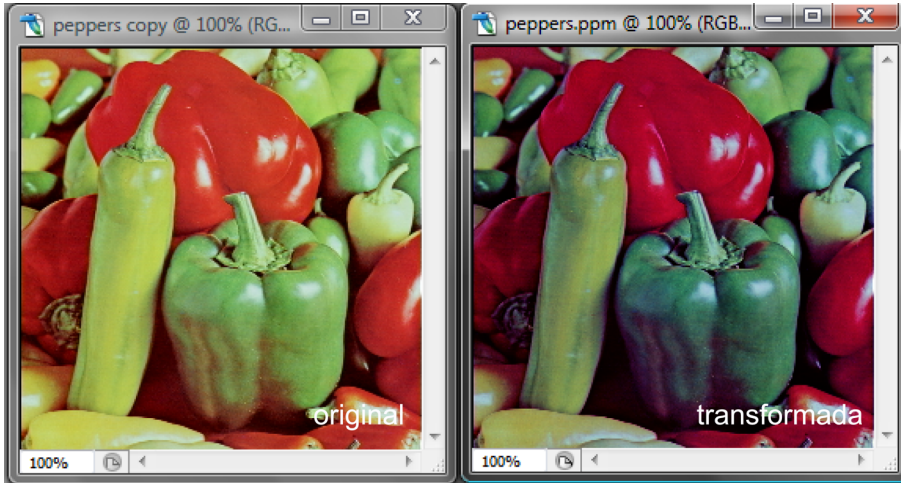 peppers copy @ 100% (RG...
original
100%
peppers.ppm @ 100% (RGB...
transformada
100%